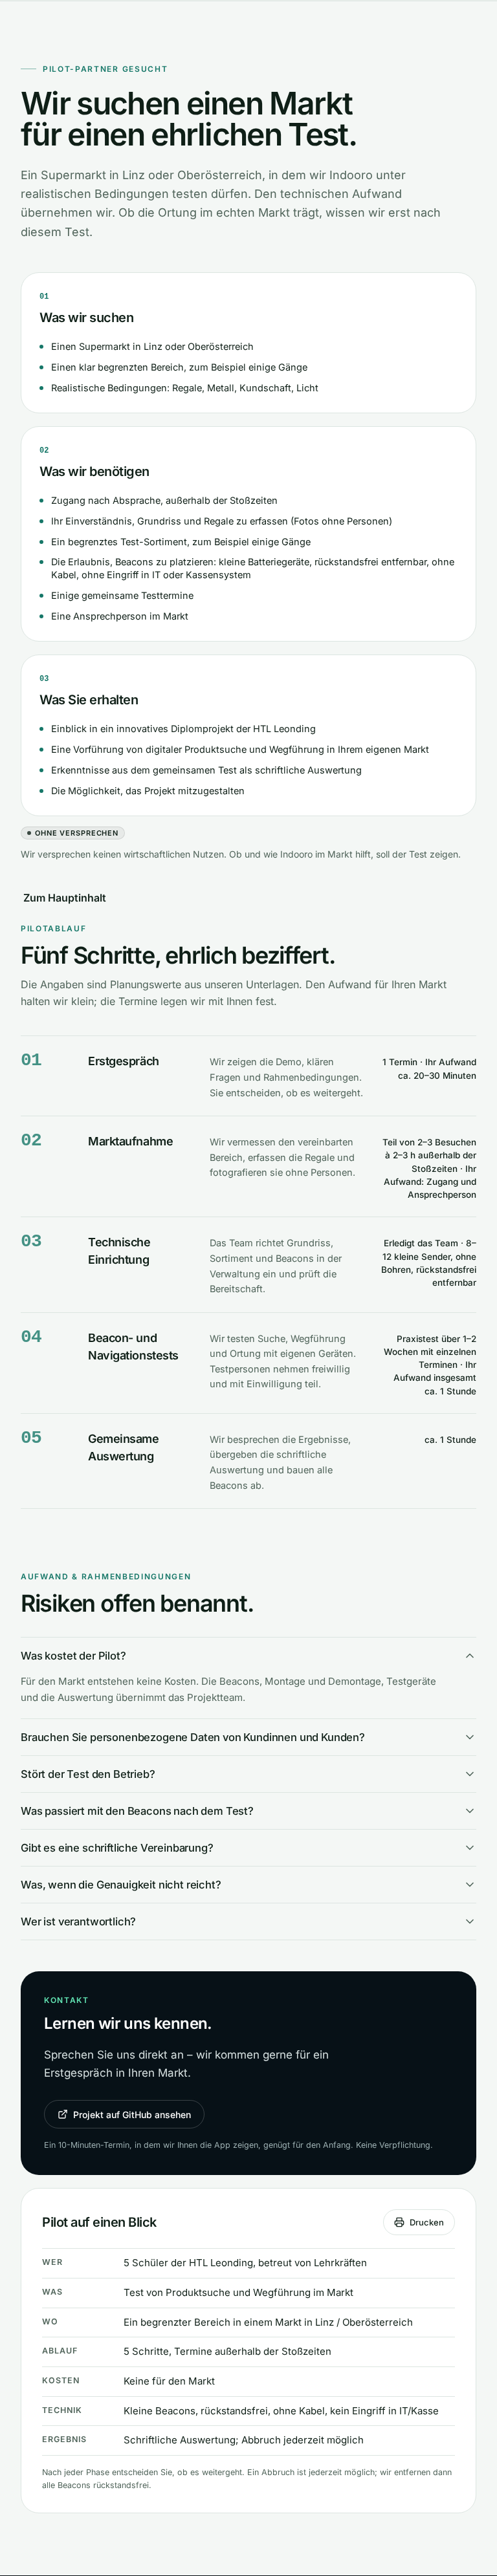 PILOT-PARTNER GESUCHT
Wir suchen einen Markt
für einen ehrlichen Test.
Ein Supermarkt in Linz oder Oberösterreich, in dem wir Indooro unter
realistischen Bedingungen testen dürfen. Den technischen Aufwand
übernehmen wir. Ob die Ortung im echten Markt trägt, wissen wir erst nach
diesem Test.
01
Was wir suchen
Einen Supermarkt in Linz oder Oberösterreich
Einen klar begrenzten Bereich, zum Beispiel einige Gänge
Realistische Bedingungen: Regale, Metall, Kundschaft, Licht
02
Was wir benötigen
Zugang nach Absprache, außerhalb der Stoßzeiten
Ihr Einverständnis, Grundriss und Regale zu erfassen (Fotos ohne Personen)
Ein begrenztes Test-Sortiment, zum Beispiel einige Gänge
Die Erlaubnis, Beacons zu platzieren: kleine Batteriegeräte, rückstandsfrei entfernbar, ohne
Kabel, ohne Eingriff in IT oder Kassensystem
Einige gemeinsame Testtermine
Eine Ansprechperson im Markt
03
Was Sie erhalten
Einblick in ein innovatives Diplomprojekt der HTL Leonding
Eine Vorführung von digitaler Produktsuche und Wegführung in Ihrem eigenen Markt
Erkenntnisse aus dem gemeinsamen Test als schriftliche Auswertung
Die Möglichkeit, das Projekt mitzugestalten
OHNE VERSPRECHEN
Wir versprechen keinen wirtschaftlichen Nutzen. Ob und wie Indooro im Markt hilft, soll der Test zeigen.
Zum Hauptinhalt
PILOTABLAUF
Fünf Schritte, ehrlich beziffert.
Die Angaben sind Planungswerte aus unseren Unterlagen. Den Aufwand für Ihren Markt
halten wir klein; die Termine legen wir mit Ihnen fest.
01
Erstgespräch
Wir zeigen die Demo, klären
Fragen und Rahmenbedingungen.
Sie entscheiden, ob es weitergeht.
1 Termin · Ihr Aufwand
ca. 20–30 Minuten
02
Marktaufnahme
Wir vermessen den vereinbarten
Bereich, erfassen die Regale und
fotografieren sie ohne Personen.
Teil von 2–3 Besuchen
à 2–3 h außerhalb der
Stoßzeiten · Ihr
Aufwand: Zugang und
Ansprechperson
03
Technische
Einrichtung
Das Team richtet Grundriss,
Sortiment und Beacons in der
Verwaltung ein und prüft die
Bereitschaft.
Erledigt das Team · 8–
12 kleine Sender, ohne
Bohren, rückstandsfrei
entfernbar
04
Beacon- und
Navigationstests
Wir testen Suche, Wegführung
und Ortung mit eigenen Geräten.
Testpersonen nehmen freiwillig
und mit Einwilligung teil.
Praxistest über 1–2
Wochen mit einzelnen
Terminen · Ihr
Aufwand insgesamt
ca. 1 Stunde
05
Gemeinsame
Auswertung
Wir besprechen die Ergebnisse,
übergeben die schriftliche
Auswertung und bauen alle
Beacons ab.
ca. 1 Stunde
AUFWAND & RAHMENBEDINGUNGEN
Risiken offen benannt.
Was kostet der Pilot?
Für den Markt entstehen keine Kosten. Die Beacons, Montage und Demontage, Testgeräte
und die Auswertung übernimmt das Projektteam.
Brauchen Sie personenbezogene Daten von Kundinnen und Kunden?
Stört der Test den Betrieb?
Was passiert mit den Beacons nach dem Test?
Gibt es eine schriftliche Vereinbarung?
Was, wenn die Genauigkeit nicht reicht?
Wer ist verantwortlich?
KONTAKT
Lernen wir uns kennen.
Sprechen Sie uns direkt an – wir kommen gerne für ein
Erstgespräch in Ihren Markt.
Projekt auf GitHub ansehen
Ein 10-Minuten-Termin, in dem wir Ihnen die App zeigen, genügt für den Anfang. Keine Verpflichtung.
Pilot auf einen Blick
Drucken
WER
5 Schüler der HTL Leonding, betreut von Lehrkräften
WAS
Test von Produktsuche und Wegführung im Markt
WO
Ein begrenzter Bereich in einem Markt in Linz / Oberösterreich
ABLAUF
5 Schritte, Termine außerhalb der Stoßzeiten
KOSTEN
Keine für den Markt
TECHNIK
Kleine Beacons, rückstandsfrei, ohne Kabel, kein Eingriff in IT/Kasse
ERGEBNIS
Schriftliche Auswertung; Abbruch jederzeit möglich
Nach jeder Phase entscheiden Sie, ob es weitergeht. Ein Abbruch ist jederzeit möglich; wir entfernen dann
alle Beacons rückstandsfrei.